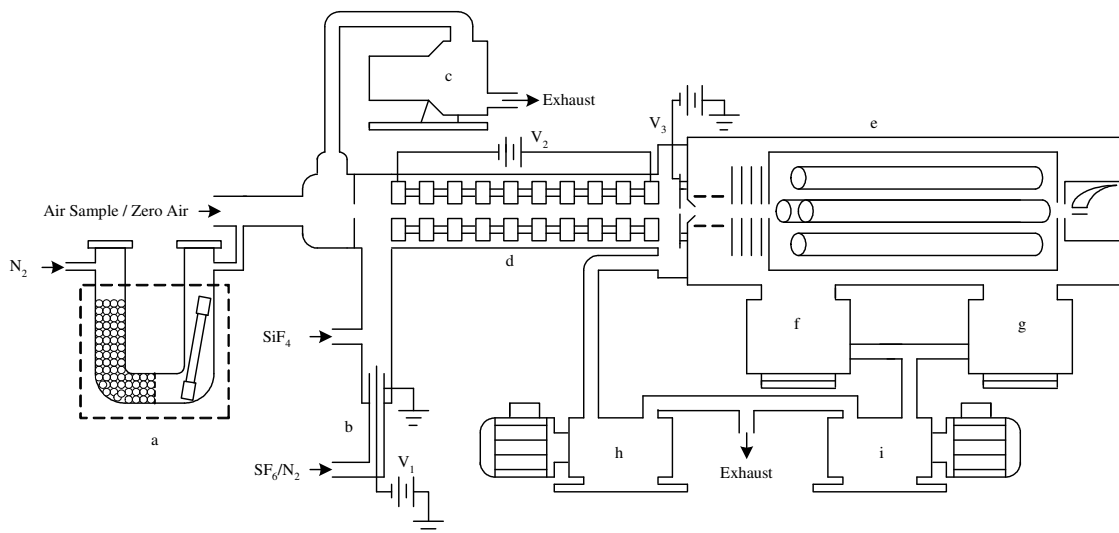 c
Exhaust
V₃
e
V₂
Air Sample / Zero Air
N₂
d
SiF₄
f
g
a
b
h
i
SF₆/N₂
V₁
Exhaust